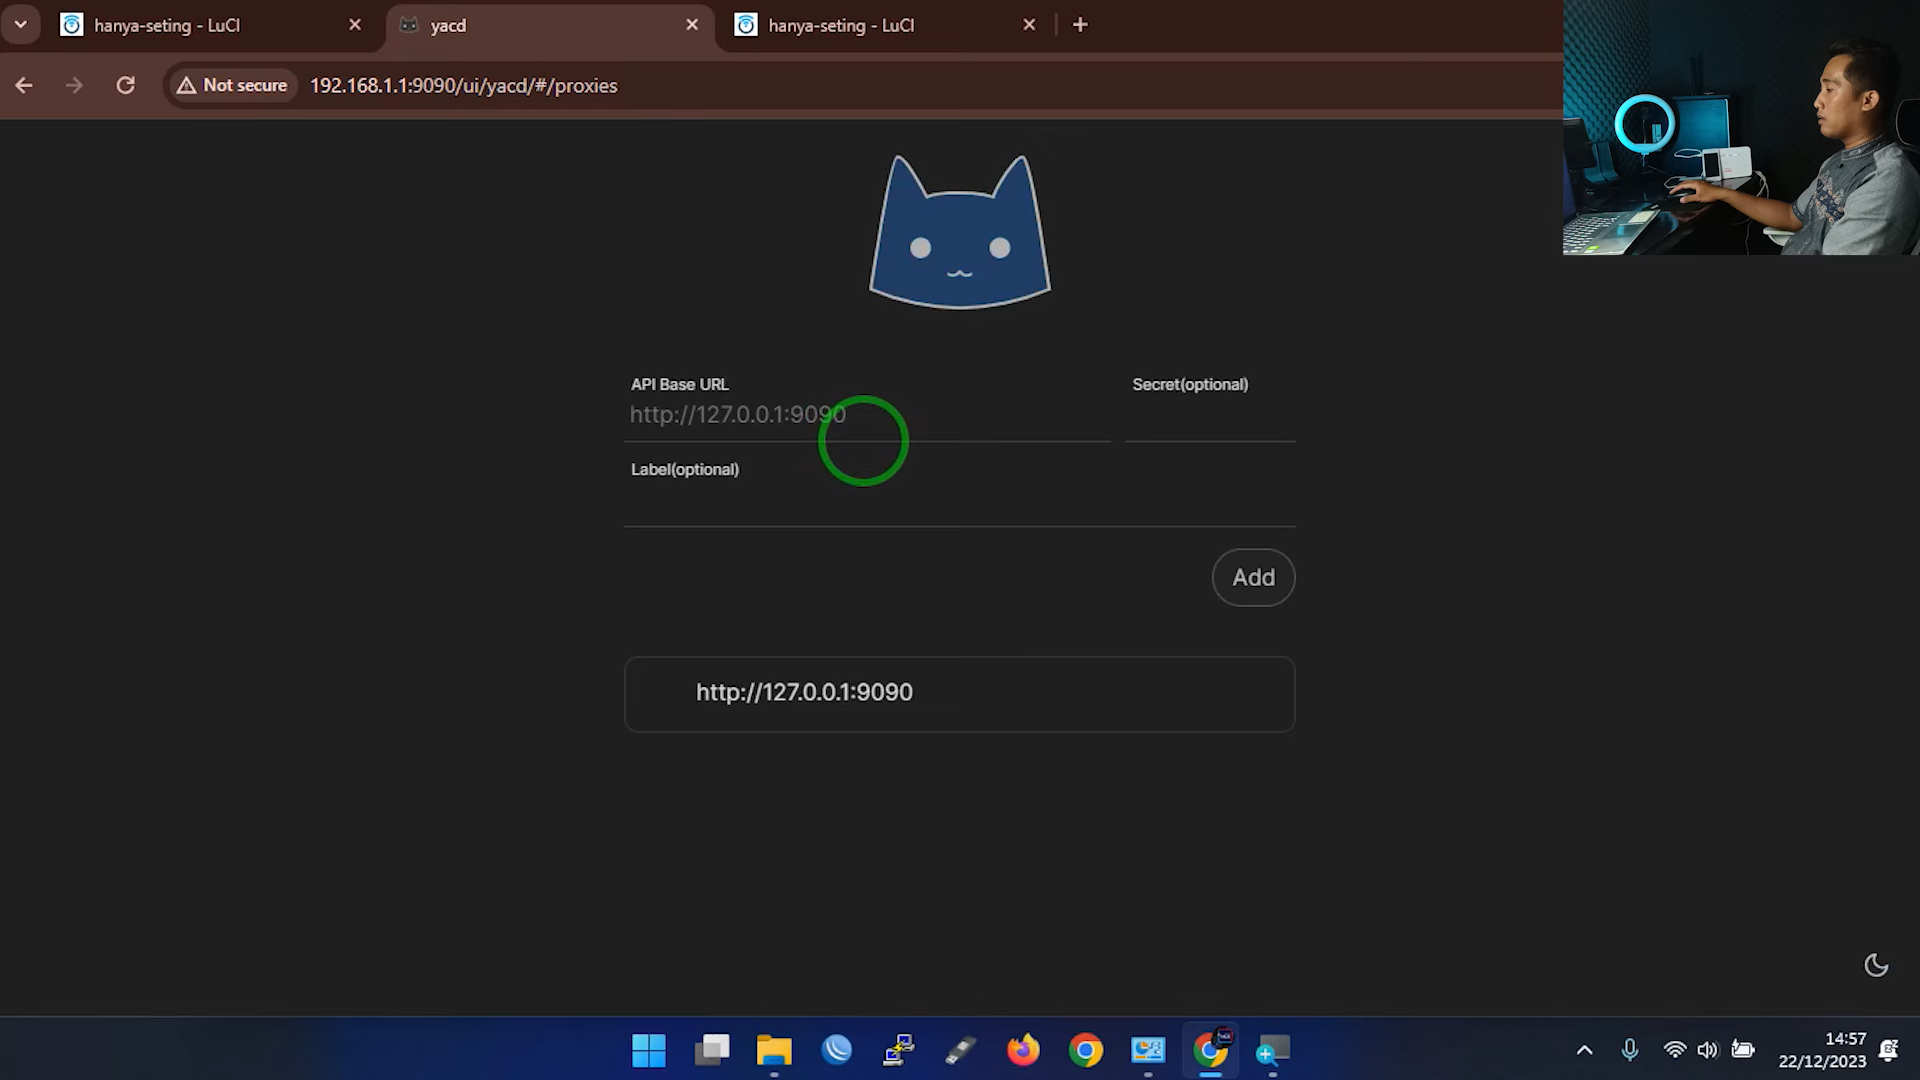 hanya-seting - LuCI
yacd
hanya-seting - LuCI
Not secure
192.168.1.1:9090/ui/yacd/#/proxies
API Base URL
Secret(optional)
http://127.0.0.1:9090
Label(optional)
Add
http://127.0.0.1:9090
14:57
22/12/2023